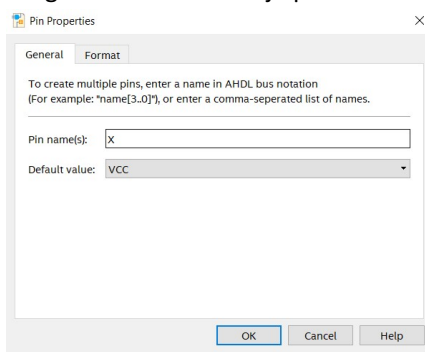 Pin Properties
General Format
To create multiple pins, enter a name in AHDL bus notation
(For example: "name[3..0]"), or enter a comma-seperated list of names.
Pin name(s): X
Default value: VCC
OK Cancel Help